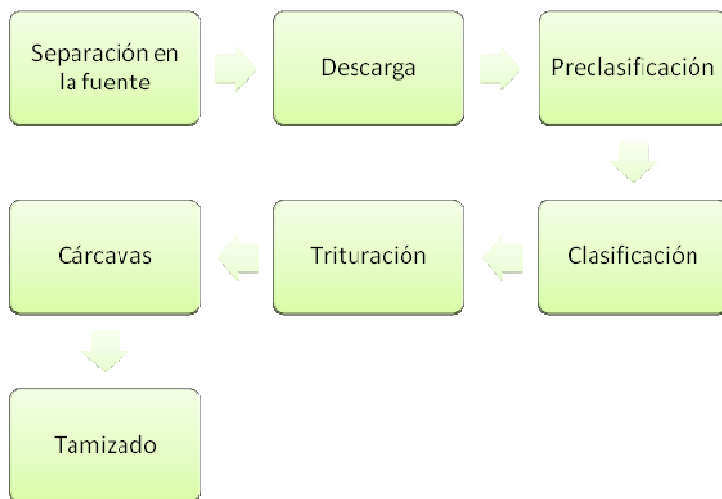 Separación en
la fuente
Descarga
Preclasificación
Clasificación
Trituración
Cárcavas
Tamizado